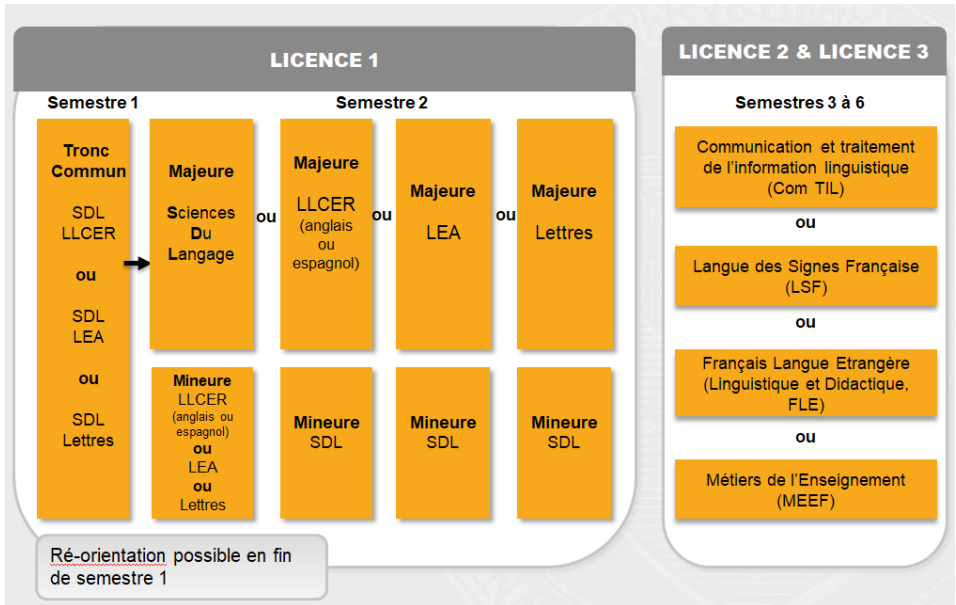 LICENCE 1
Semestre 1
Semestre 2
Tronc
Commun
SDL
LLCER
ou
SDL
LEA
ou
SDL
Lettres
Majeure
Sciences
Du
Langage
ou
Majeure
LLCER
(anglais
ou
espagnol)
ou
Majeure
LEA
ou
Majeure
Lettres
Mineure
LLCER
(anglais ou
espagnol)
ou
LEA
ou
Lettres
Mineure
SDL
Mineure
SDL
Mineure
SDL
Ré-orientation possible en fin
de semestre 1
LICENCE 2 & LICENCE 3
Semestres 3 à 6
Communication et traitement
de l'information linguistique
(Com TIL)
ou
Langue des Signes Française
(LSF)
ou
Français Langue Etrangère
(Linguistique et Didactique,
FLE)
ou
Métiers de l'Enseignement
(MEEF)